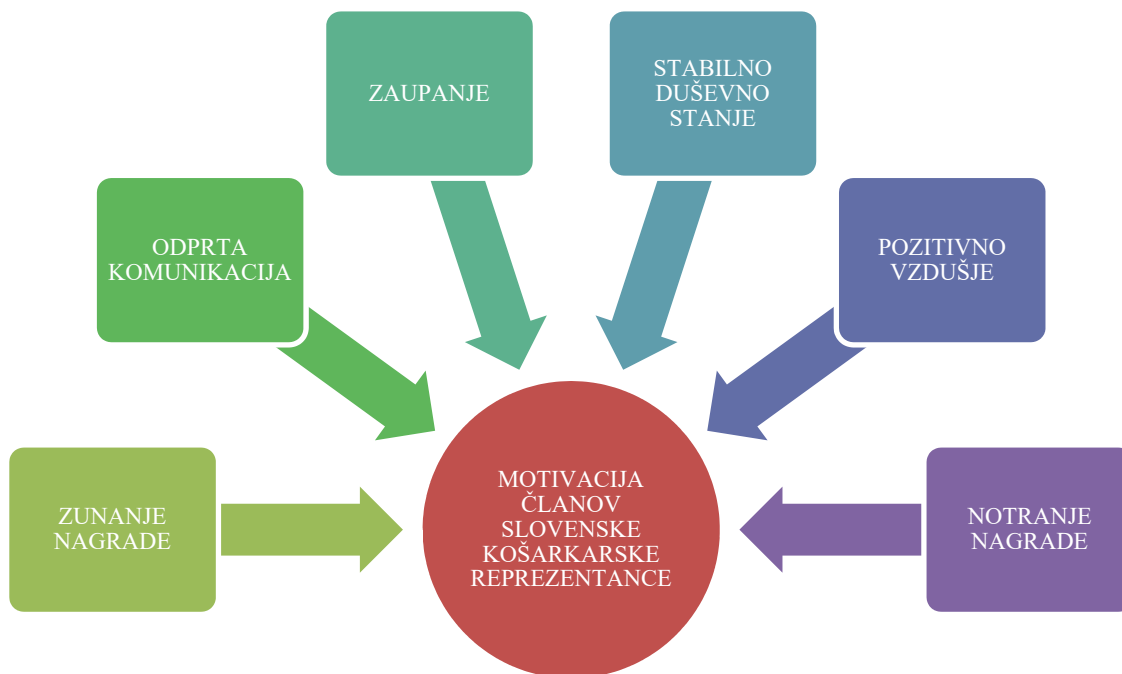 ZAUPANJE
STABILNO
DUŠEVNO
STANJE
ODPRTA
KOMUNIKACIJA
POZITIVNO
VZDUŠJE
ZUNANJE
NAGRADE
MOTIVACIJA
ČLANOV
SLOVENSKE
KOŠARKARSKE
REPREZENTANCE
NOTRANJE
NAGRADE